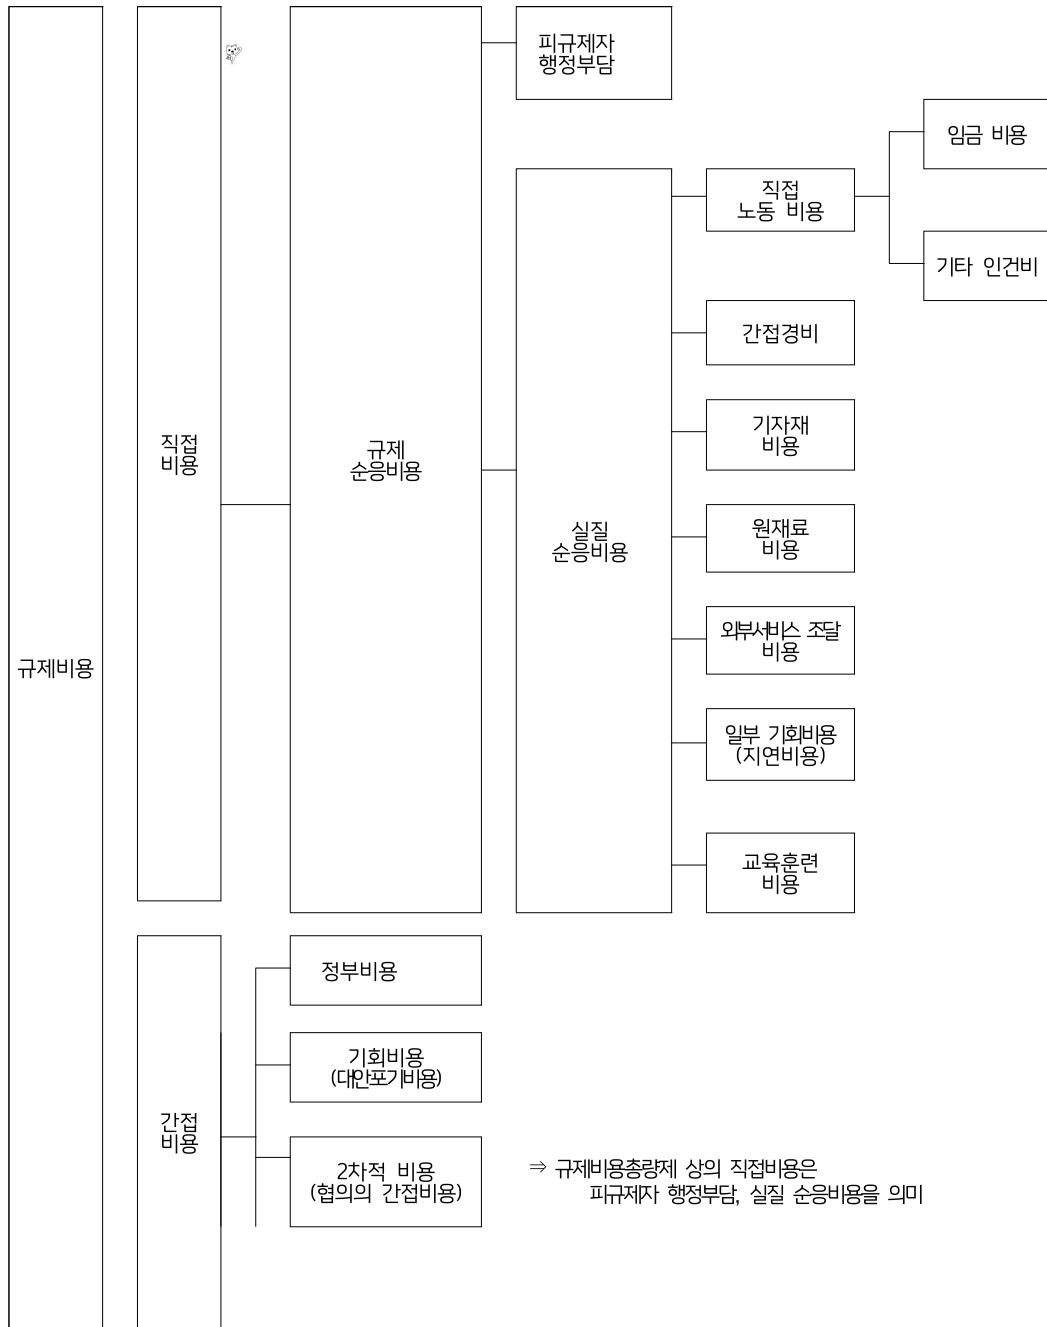 피규제자
행정부담
임금 비용
직접
노동 비용
기타 인건비
간접경비
기자재
비용
직접
비용
규제
순응비용
실질
순응비용
원재료
비용
외부서비스 조달
비용
규제비용
일부 기회비용
(지연비용)
교육훈련
비용
정부비용
기회비용
(대안포기비용)
간접
비용
2차적 비용
(협의의 간접비용)
⇒ 규제비용총량제 상의 직접비용은
피규제자 행정부담, 실질 순응비용을 의미